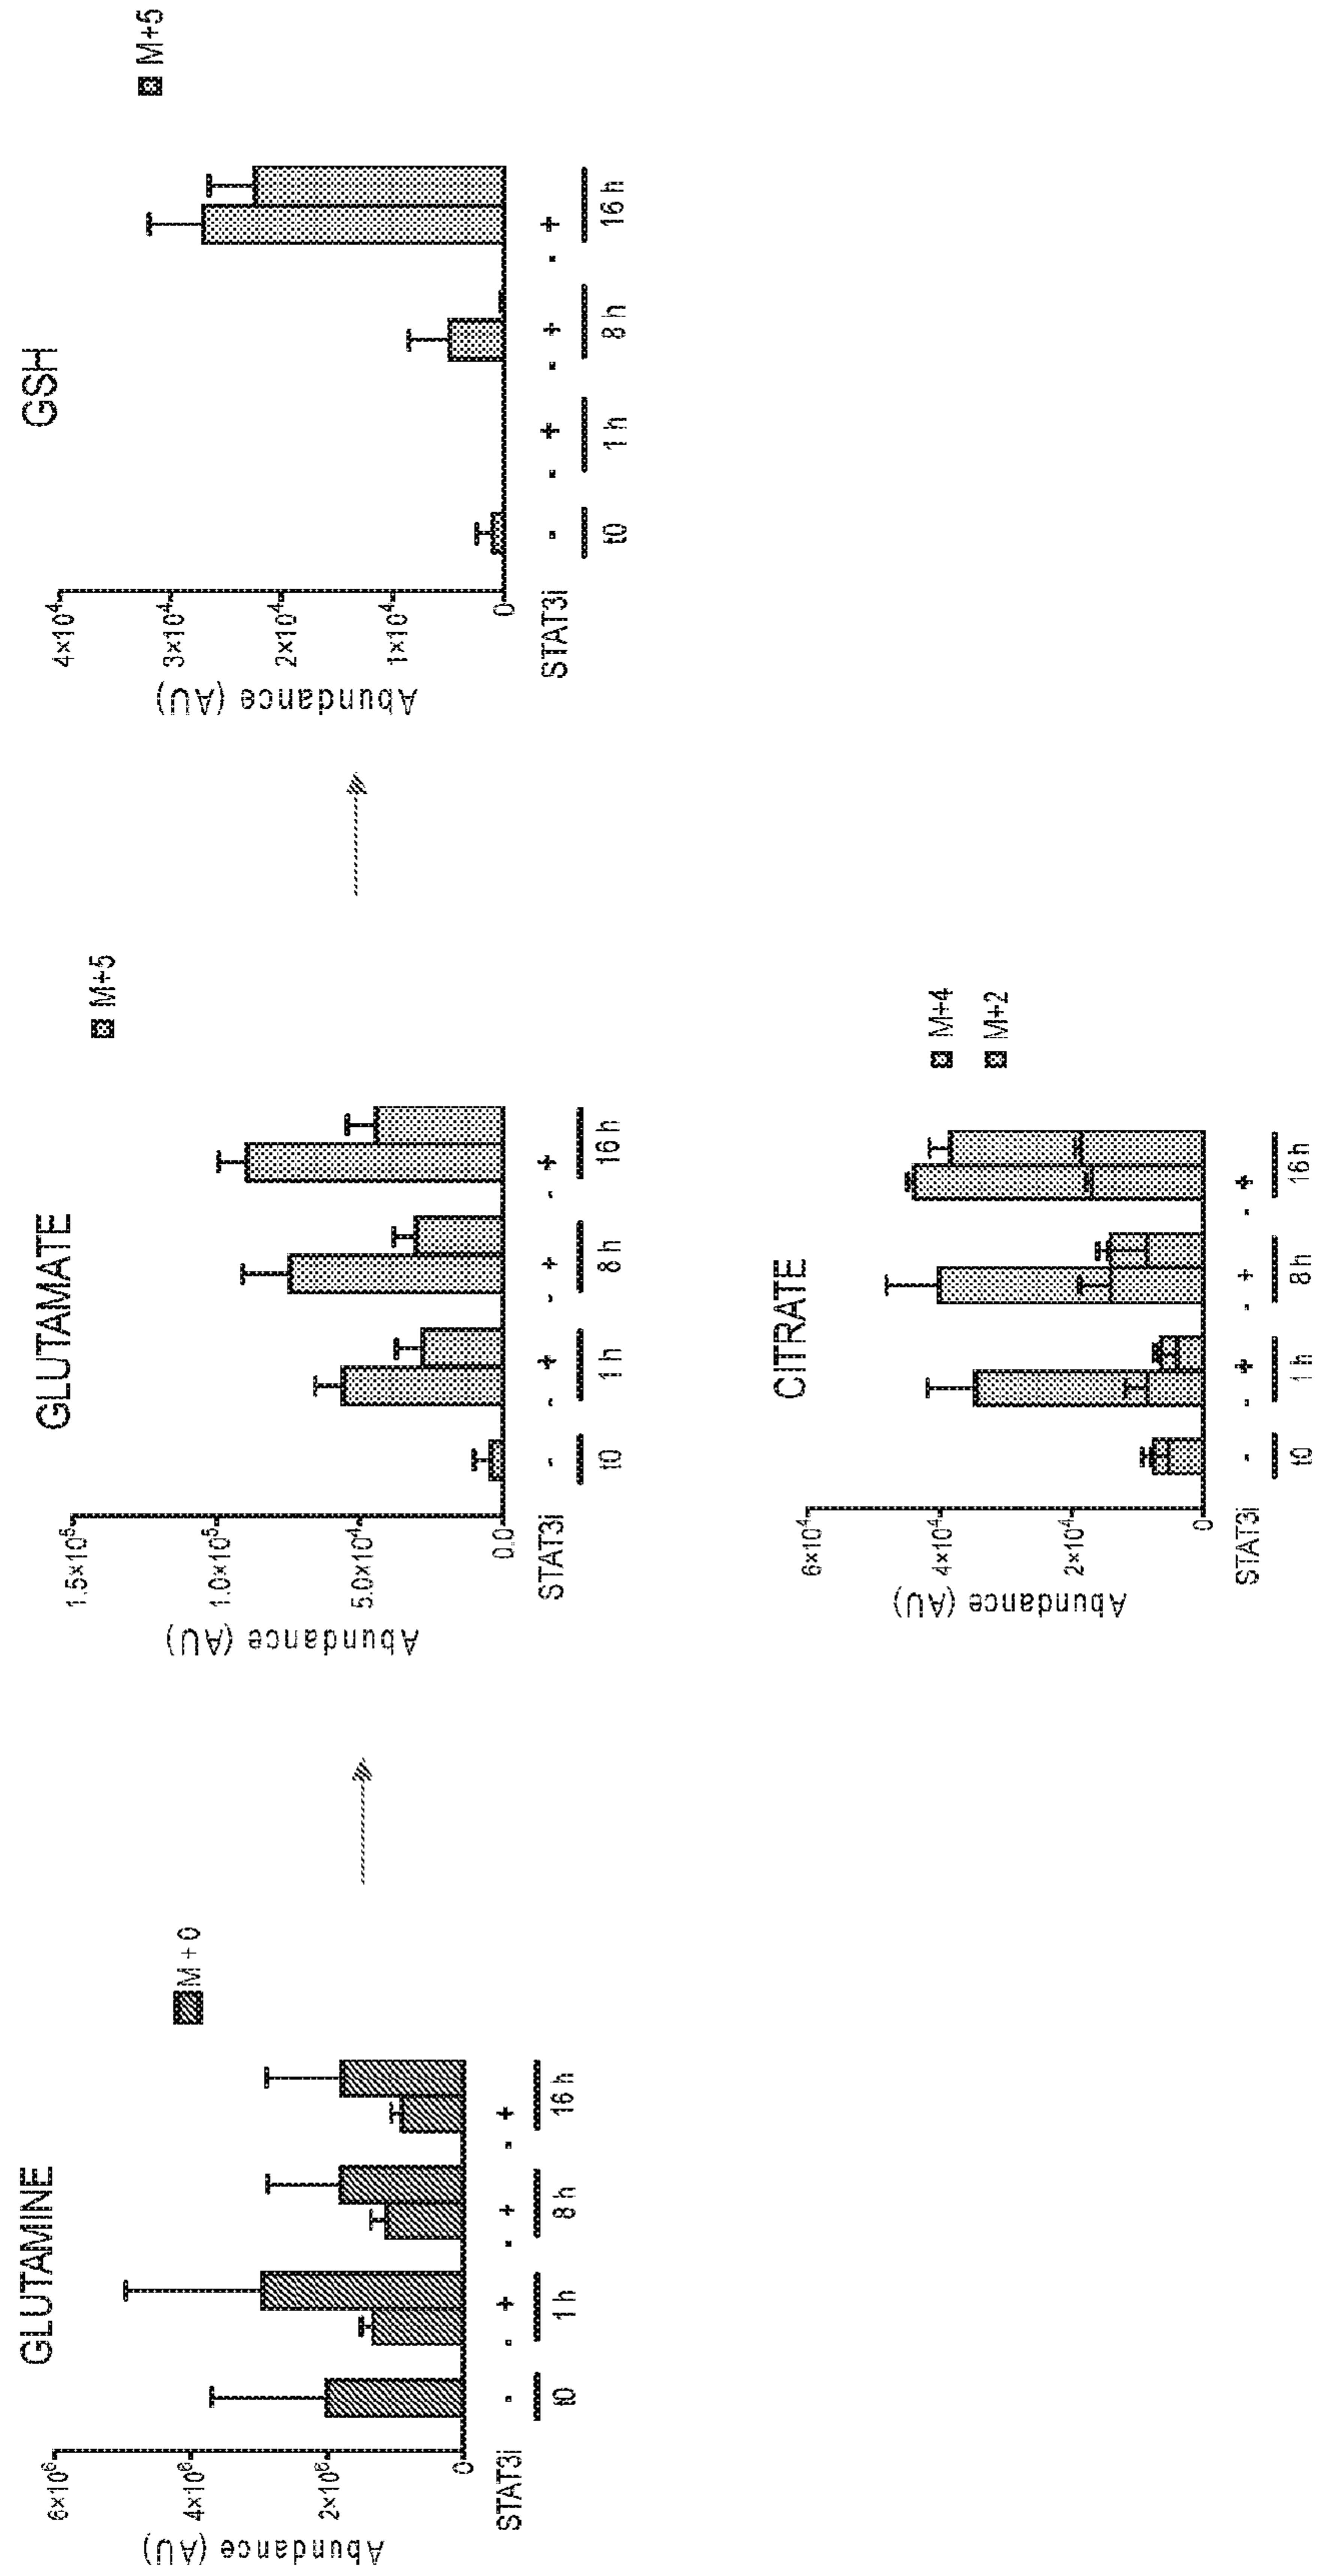 GLUTAMINE
M + 0
Abundance (AU)
6×10⁶
4×10⁶
2×10⁶
0
STAT3i - - + - + - +
t0 1 h 8 h 16 h
GLUTAMATE
M+5
Abundance (AU)
1.5×10⁵
1.0×10⁵
5.0×10⁴
0.0
STAT3i - - + - + - +
t0 1 h 8 h 16 h
GSH
M+5
Abundance (AU)
4×10⁴
3×10⁴
2×10⁴
1×10⁴
0
STAT3i - - + - + - +
t0 1 h 8 h 16 h
CITRATE
M+4
M+2
Abundance (AU)
6×10⁴
4×10⁴
2×10⁴
0
STAT3i - - + - + - +
t0 1 h 8 h 16 h